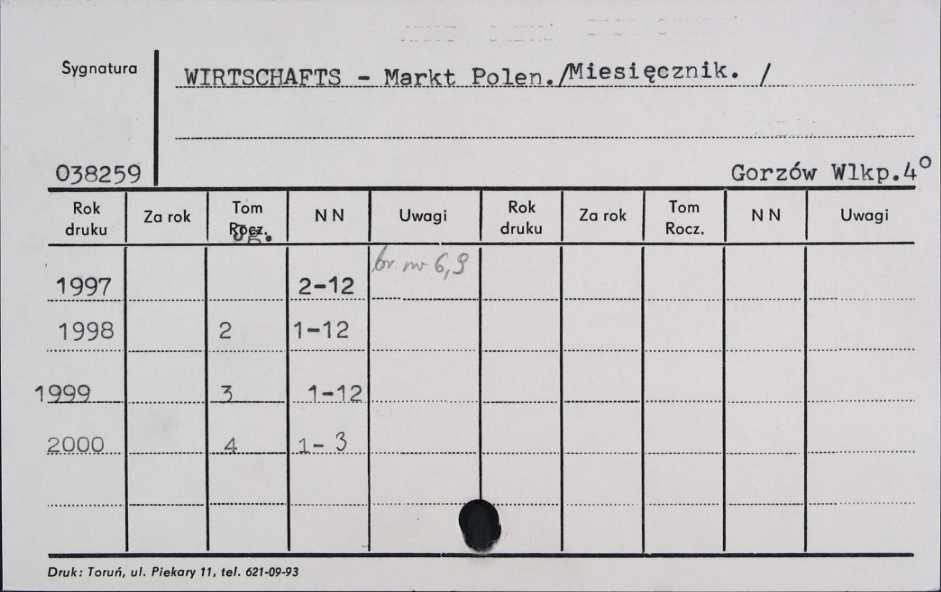 Sygnatura
WIRTSCHAFTS - Markt Polen./Miesięcznik. /
038259
Gorzów Wlkp.4°
Rok druku Za rok Tom Rocz. N N Uwagi Rok druku Za rok Tom Rocz. N N Uwagi
Jg.
1997 2-12 br. nr 6,9
1998 2 1-12
1999 3 1-12
2000 4 1-3
Druk: Toruń, ul. Piekary 11, tel. 621-09-93